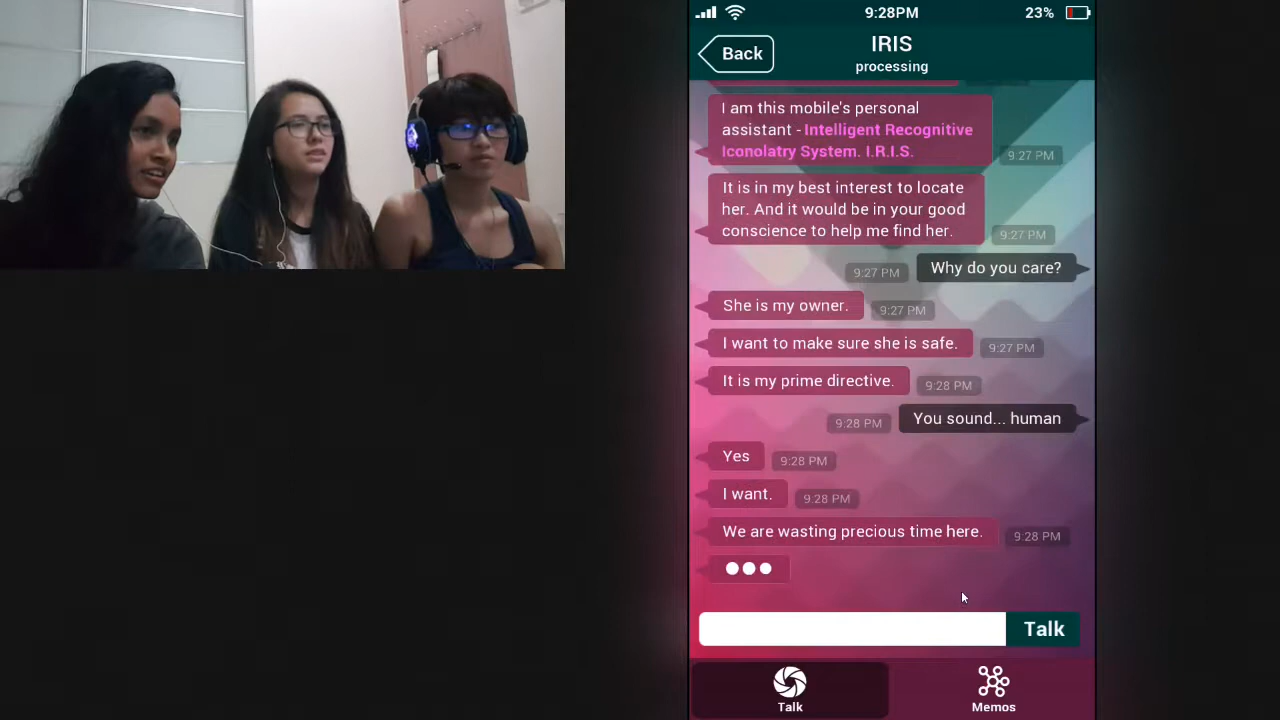 9:28PM
23%
Back
IRIS
processing
I am this mobile's personal
assistant - Intelligent Recognitive
Iconolatry System. I.R.I.S.
9:27 PM
It is in my best interest to locate
her. And it would be in your good
conscience to help me find her.
9:27 PM
9:27 PM
Why do you care?
She is my owner.
9:27 PM
I want to make sure she is safe.
9:27 PM
It is my prime directive.
9:28 PM
9:28 PM
You sound... human
Yes
9:28 PM
I want.
9:28 PM
We are wasting precious time here.
9:28 PM
Talk
Talk
Memos